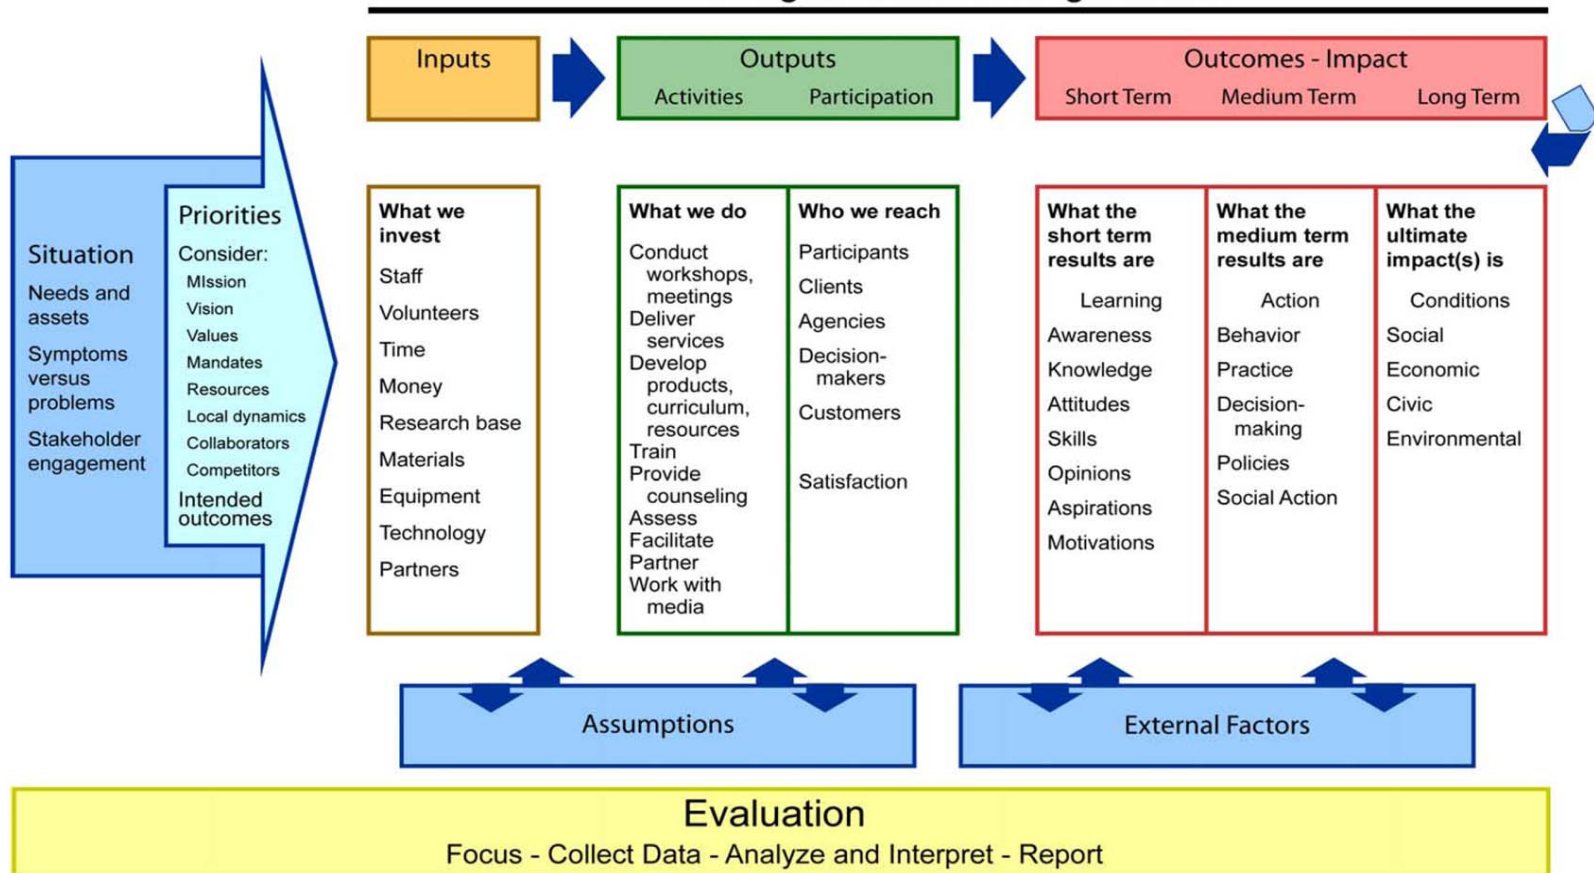 Inputs
Outputs
Activities
Participation
Outcomes - Impact
Short Term
Medium Term
Long Term
Situation
Needs and
assets
Symptoms
versus
problems
Stakeholder
engagement
Priorities
Consider:
MIssion
Vision
Values
Mandates
Resources
Local dynamics
Collaborators
Competitors
Intended
outcomes
What we
invest
Staff
Volunteers
Time
Money
Research base
Materials
Equipment
Technology
Partners
What we do
Conduct
workshops,
meetings
Deliver
services
Develop
products,
curriculum,
resources
Train
Provide
counseling
Assess
Facilitate
Partner
Work with
media
Who we reach
Participants
Clients
Agencies
Decision-
makers
Customers
Satisfaction
What the
short term
results are
Learning
Awareness
Knowledge
Attitudes
Skills
Opinions
Aspirations
Motivations
What the
medium term
results are
Action
Behavior
Practice
Decision-
making
Policies
Social Action
What the
ultimate
impact(s) is
Conditions
Social
Economic
Civic
Environmental
Assumptions
External Factors
Evaluation
Focus - Collect Data - Analyze and Interpret - Report